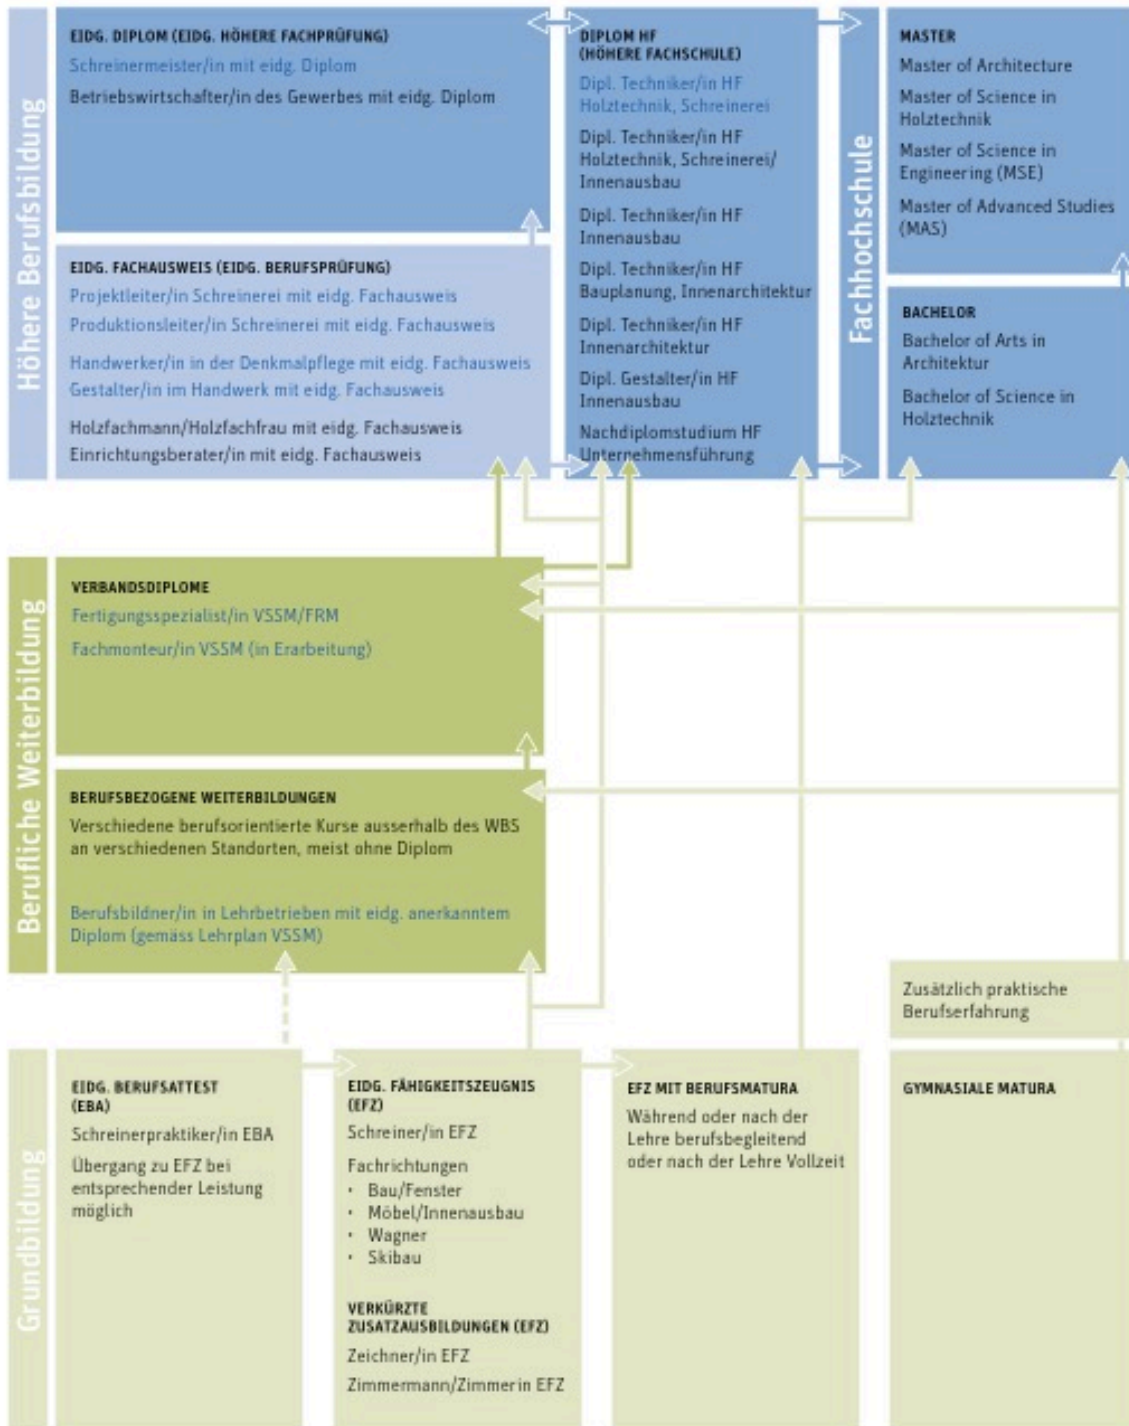 Höhere Berufsbildung
EIDG. DIPLOM (EIDG. HÖHERE FACHPRÜFUNG)
Schreinermeister/in mit eidg. Diplom
Betriebswirtschafter/in des Gewerbes mit eidg. Diplom
EIDG. FACHAUSWEIS (EIDG. BERUFSPRÜFUNG)
Projektleiter/in Schreinerei mit eidg. Fachausweis
Produktionsleiter/in Schreinerei mit eidg. Fachausweis
Handwerker/in in der Denkmalpflege mit eidg. Fachausweis
Gestalter/in im Handwerk mit eidg. Fachausweis
Holzfachmann/Holzfachfrau mit eidg. Fachausweis
Einrichtungsberater/in mit eidg. Fachausweis
DIPLOM HF
(HÖHERE FACHSCHULE)
Dipl. Techniker/in HF
Holztechnik, Schreinerei
Dipl. Techniker/in HF
Holztechnik, Schreinerei/
Innenausbau
Dipl. Techniker/in HF
Innenausbau
Dipl. Techniker/in HF
Bauplanung, Innenarchitektur
Dipl. Techniker/in HF
Innenarchitektur
Dipl. Gestalter/in HF
Innenausbau
Nachdiplomstudium HF
Unternehmensführung
Fachhochschule
MASTER
Master of Architecture
Master of Science in
Holztechnik
Master of Science in
Engineering (MSE)
Master of Advanced Studies
(MAS)
BACHELOR
Bachelor of Arts in
Architektur
Bachelor of Science in
Holztechnik
Berufliche Weiterbildung
VERBANDSDIPLOME
Fertigungsspezialist/in VSSM/FRM
Fachmonteur/in VSSM (in Erarbeitung)
BERUFSBEZOGENE WEITERBILDUNGEN
Verschiedene berufsorientierte Kurse ausserhalb des WBS
an verschiedenen Standorten, meist ohne Diplom
Berufsbildner/in in Lehrbetrieben mit eidg. anerkanntem
Diplom (gemäss Lehrplan VSSM)
Grundbildung
EIDG. BERUFSATTEST
(EBA)
Schreinerpraktiker/in EBA
Übergang zu EFZ bei
entsprechender Leistung
möglich
EIDG. FÄHIGKEITSZEUGNIS
(EFZ)
Schreiner/in EFZ
Fachrichtungen
• Bau/Fenster
• Möbel/Innenausbau
• Wagner
• Skibau
VERKÜRZTE
ZUSATZAUSBILDUNGEN (EFZ)
Zeichner/in EFZ
Zimmermann/Zimmerin EFZ
EFZ MIT BERUFSMATURA
Während oder nach der
Lehre berufsbegleitend
oder nach der Lehre Vollzeit
Zusätzlich praktische
Berufserfahrung
GYMNASIALE MATURA